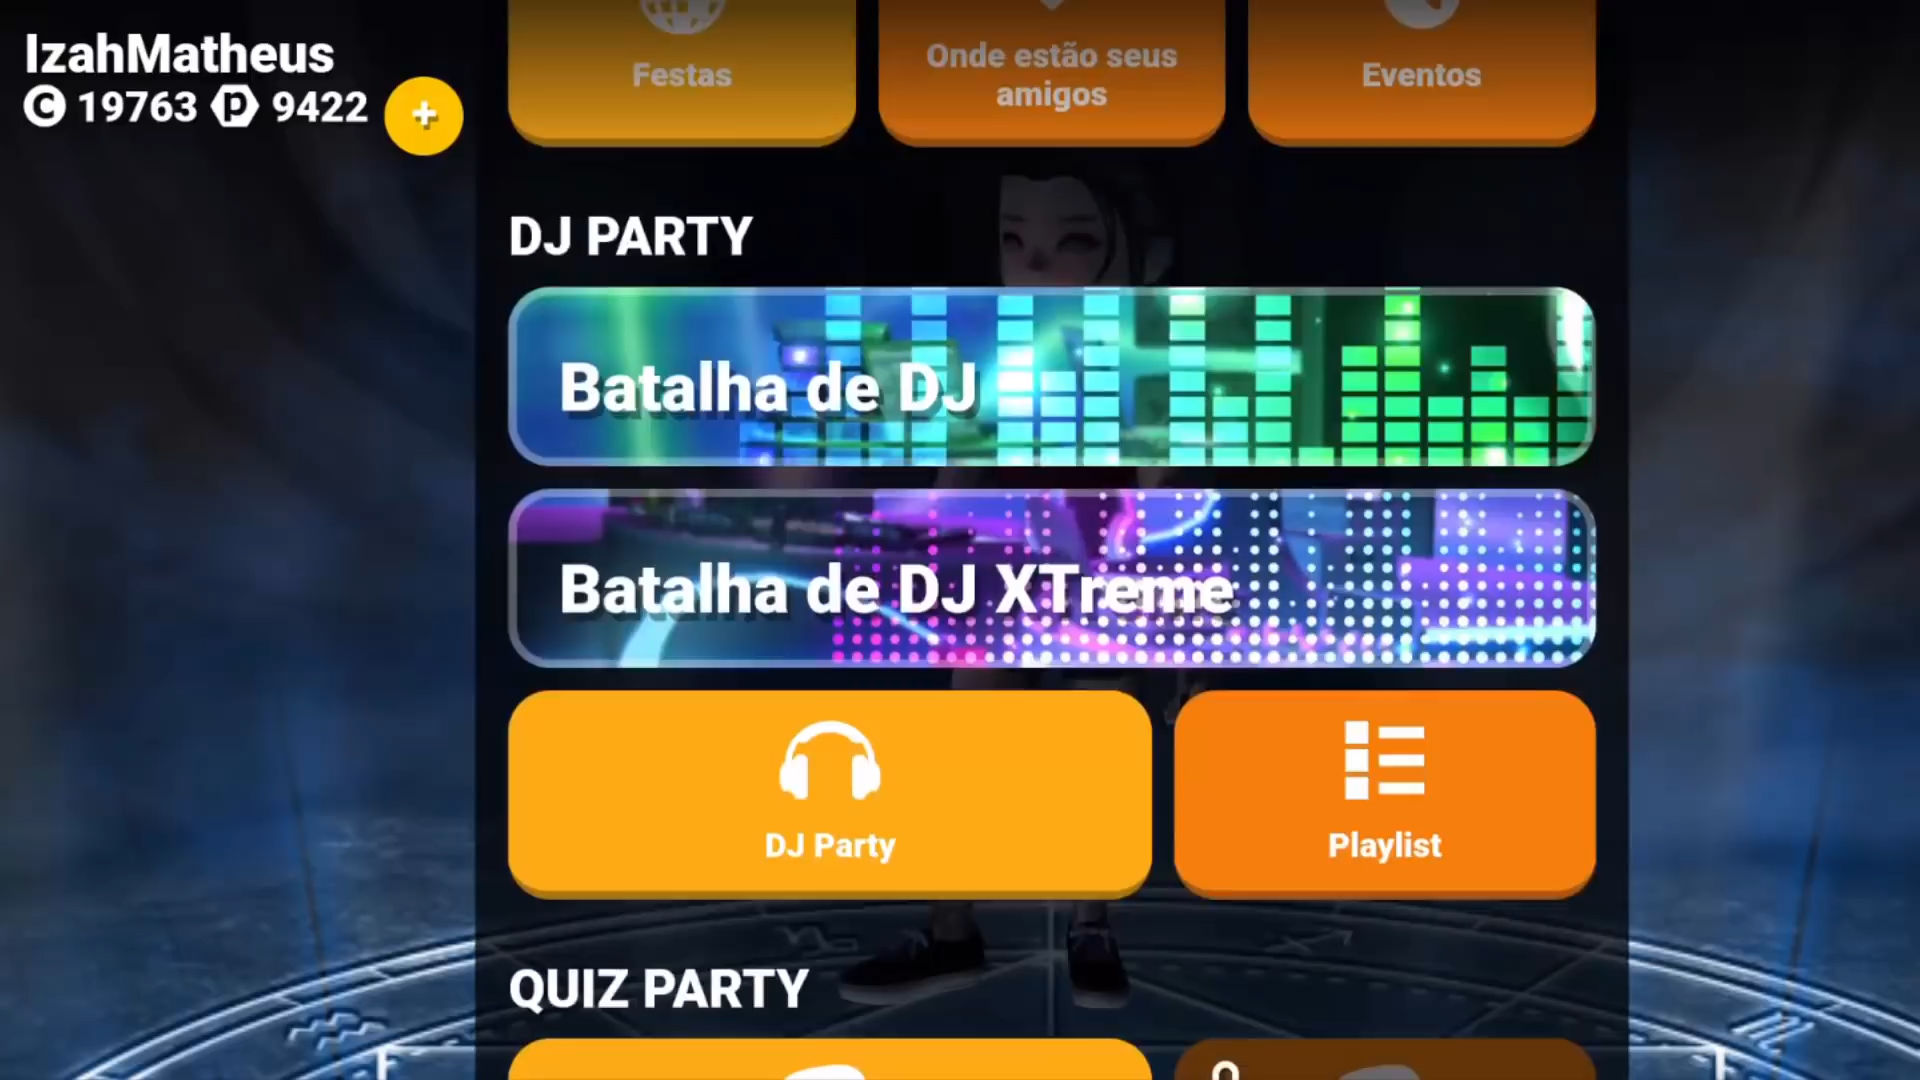 IzahMatheus
C 19763 p 9422
+
Festas
Onde estão seus
amigos
Eventos
DJ PARTY
Batalha de DJ
Batalha de DJ XTreme
DJ Party
Playlist
QUIZ PARTY